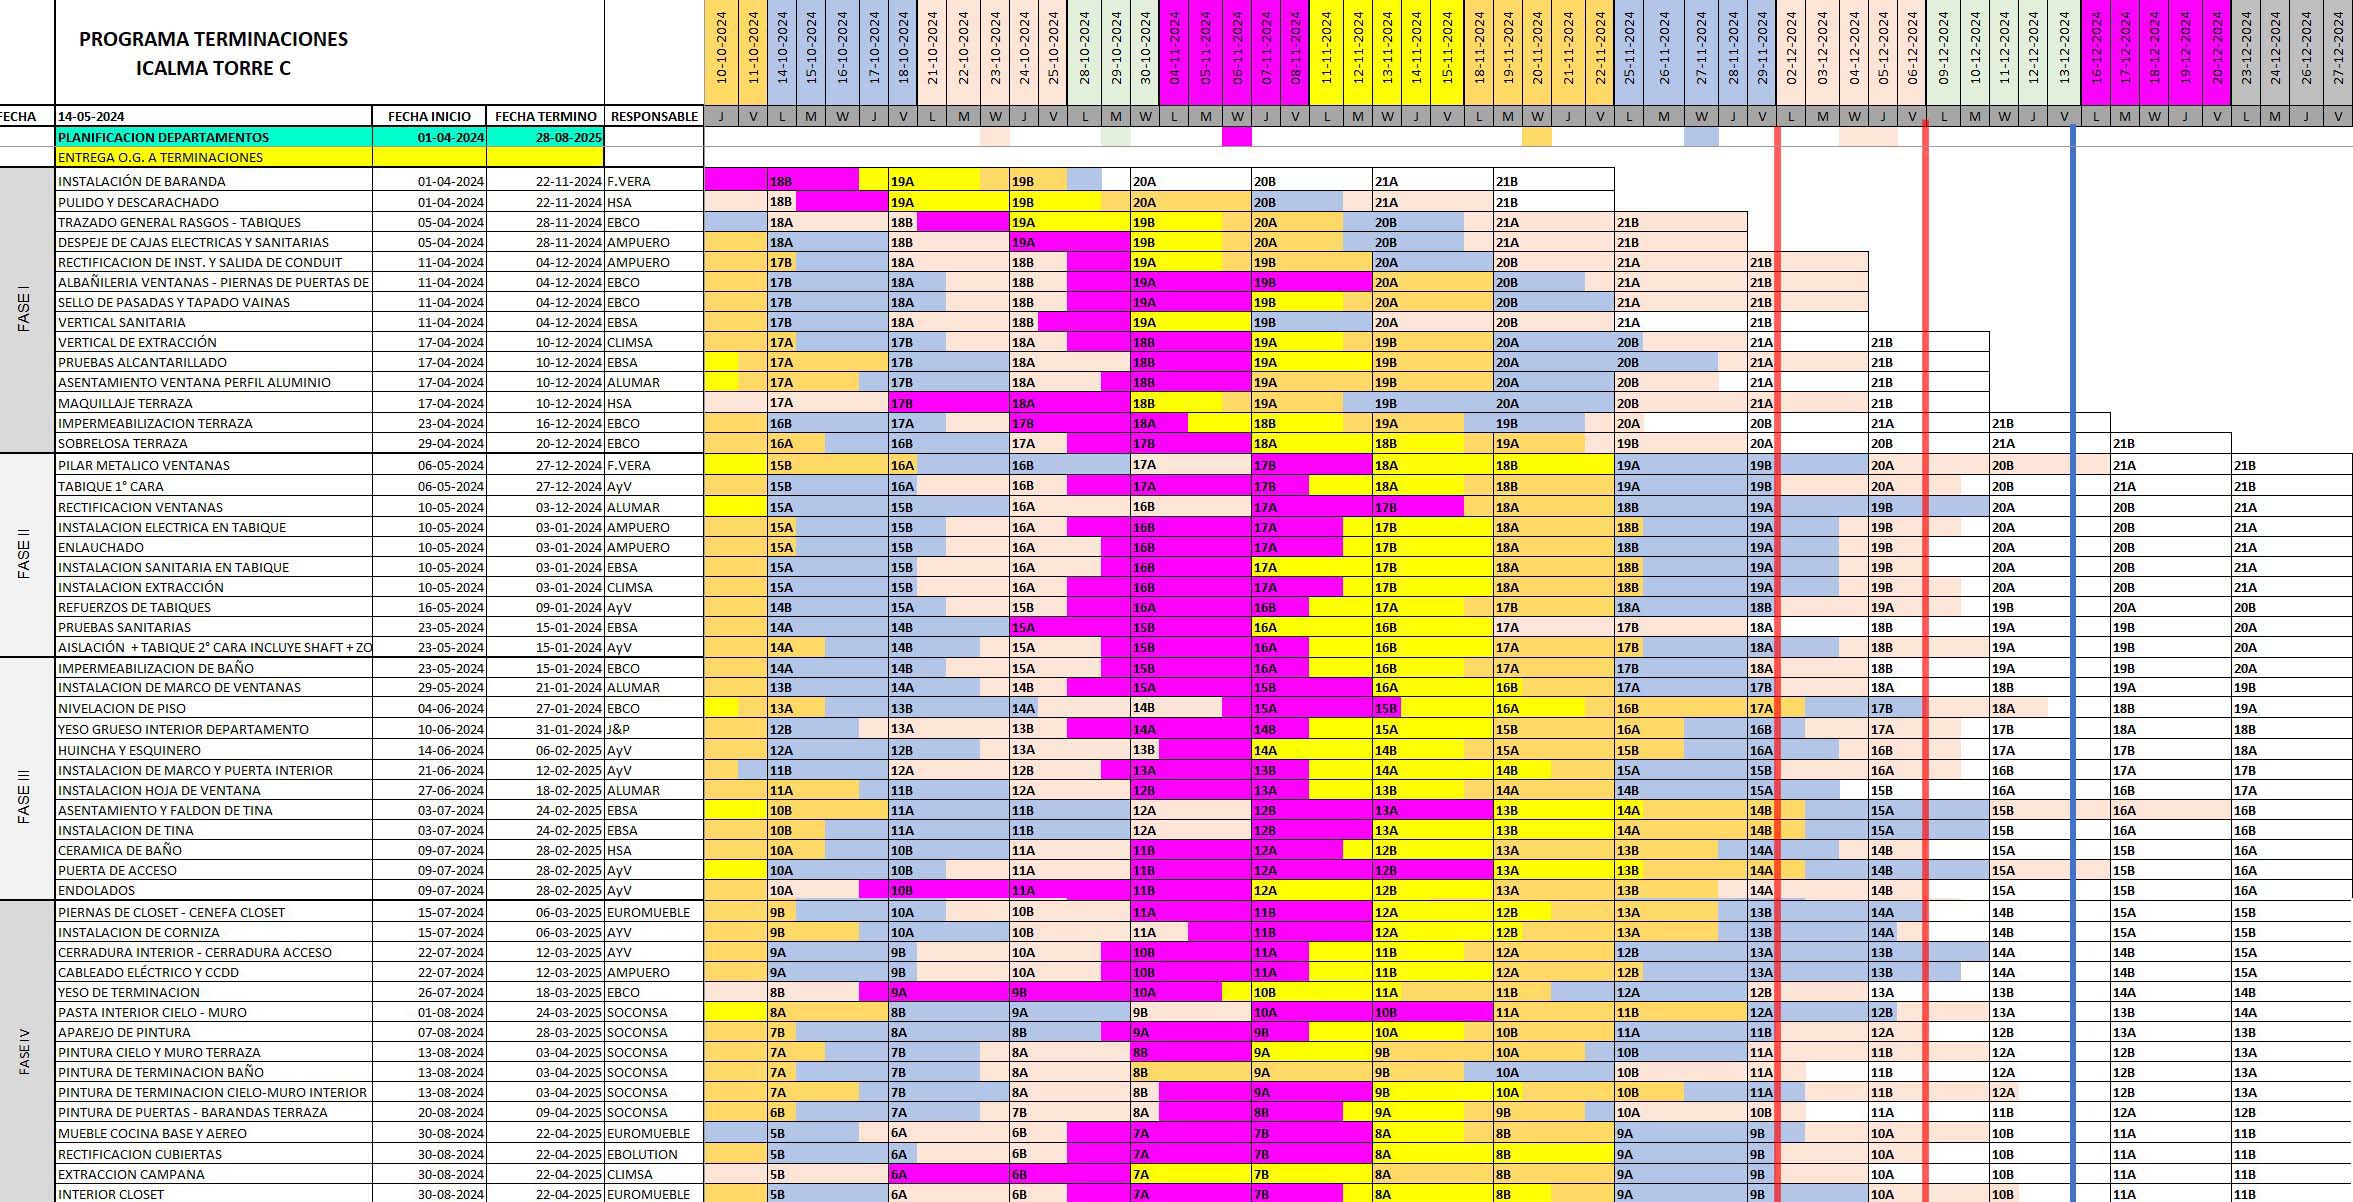 PROGRAMA TERMINACIONES
ICALMA TORRE C
10-10-2024 11-10-2024 14-10-2024 15-10-2024 16-10-2024 17-10-2024 18-10-2024 21-10-2024 22-10-2024 23-10-2024 24-10-2024 25-10-2024 28-10-2024 29-10-2024 30-10-2024 04-11-2024 05-11-2024 06-11-2024 07-11-2024 08-11-2024 11-11-2024 12-11-2024 13-11-2024 14-11-2024 15-11-2024 18-11-2024 19-11-2024 20-11-2024 21-11-2024 22-11-2024 25-11-2024 26-11-2024 27-11-2024 28-11-2024 29-11-2024 02-12-2024 03-12-2024 04-12-2024 05-12-2024 06-12-2024 09-12-2024 10-12-2024 11-12-2024 12-12-2024 13-12-2024 16-12-2024 17-12-2024 18-12-2024 19-12-2024 20-12-2024 23-12-2024 24-12-2024 26-12-2024 27-12-2024
FECHA 14-05-2024 FECHA INICIO FECHA TERMINO RESPONSABLE J V L M W J V L M W J V L M W L M W J V L M W J V L M W J V L M W J V L M W J V L M W J V L M W J V L M J V
PLANIFICACION DEPARTAMENTOS 01-04-2024 28-08-2025
ENTREGA O.G. A TERMINACIONES
FASE I
INSTALACIÓN DE BARANDA 01-04-2024 22-11-2024 F.VERA 18B 19A 19B 20A 20B 21A 21B
PULIDO Y DESCARACHADO 01-04-2024 22-11-2024 HSA 18B 19A 19B 20A 20B 21A 21B
TRAZADO GENERAL RASGOS - TABIQUES 05-04-2024 28-11-2024 EBCO 18A 18B 19A 19B 20A 20B 21A 21B
DESPEJE DE CAJAS ELECTRICAS Y SANITARIAS 05-04-2024 28-11-2024 AMPUERO 18A 18B 19A 19B 20A 20B 21A 21B
RECTIFICACION DE INST. Y SALIDA DE CONDUIT 11-04-2024 04-12-2024 AMPUERO 17B 18A 18B 19A 19B 20A 20B 21A 21B
ALBAÑILERIA VENTANAS - PIERNAS DE PUERTAS DE 11-04-2024 04-12-2024 EBCO 17B 18A 18B 19A 19B 20A 20B 21A 21B
SELLO DE PASADAS Y TAPADO VAINAS 11-04-2024 04-12-2024 EBCO 17B 18A 18B 19A 19B 20A 20B 21A 21B
VERTICAL SANITARIA 11-04-2024 04-12-2024 EBSA 17B 18A 18B 19A 19B 20A 20B 21A 21B
VERTICAL DE EXTRACCIÓN 17-04-2024 10-12-2024 CLIMSA 17A 17B 18A 18B 19A 19B 20A 20B 21A 21B
PRUEBAS ALCANTARILLADO 17-04-2024 10-12-2024 EBSA 17A 17B 18A 18B 19A 19B 20A 20B 21A 21B
ASENTAMIENTO VENTANA PERFIL ALUMINIO 17-04-2024 10-12-2024 ALUMAR 17A 17B 18A 18B 19A 19B 20A 20B 21A 21B
MAQUILLAJE TERRAZA 17-04-2024 10-12-2024 HSA 17A 17B 18A 18B 19A 19B 20A 20B 21A 21B
IMPERMEABILIZACION TERRAZA 23-04-2024 16-12-2024 EBCO 16B 17A 17B 18A 18B 19A 19B 20A 20B 21A 21B
SOBRELOSA TERRAZA 29-04-2024 20-12-2024 EBCO 16A 16B 17A 17B 18A 18B 19A 19B 20A 20B 21A 21B
FASE II
PILAR METALICO VENTANAS 06-05-2024 27-12-2024 F.VERA 15B 16A 16B 17A 17B 18A 18B 19A 19B 20A 20B 21A 21B
TABIQUE 1° CARA 06-05-2024 27-12-2024 AyV 15B 16A 16B 17A 17B 18A 18B 19A 19B 20A 20B 21A 21B
RECTIFICACION VENTANAS 10-05-2024 03-12-2024 ALUMAR 15A 15B 16A 16B 17A 17B 18A 18B 19A 19B 20A 20B 21A
INSTALACION ELECTRICA EN TABIQUE 10-05-2024 03-01-2024 AMPUERO 15A 15B 16A 16B 17A 17B 18A 18B 19A 19B 20A 20B 21A
ENLAUCHADO 10-05-2024 03-01-2024 AMPUERO 15A 15B 16A 16B 17A 17B 18A 18B 19A 19B 20A 20B 21A
INSTALACION SANITARIA EN TABIQUE 10-05-2024 03-01-2024 EBSA 15A 15B 16A 16B 17A 17B 18A 18B 19A 19B 20A 20B 21A
INSTALACION EXTRACCIÓN 10-05-2024 03-01-2024 CLIMSA 15A 15B 16A 16B 17A 17B 18A 18B 19A 19B 20A 20B 21A
REFUERZOS DE TABIQUES 16-05-2024 09-01-2024 AyV 14B 15A 15B 16A 16B 17A 17B 18A 18B 19A 19B 20A 20B
PRUEBAS SANITARIAS 23-05-2024 15-01-2024 EBSA 14A 14B 15A 15B 16A 16B 17A 17B 18A 18B 19A 19B 20A
AISLACIÓN + TABIQUE 2° CARA INCLUYE SHAFT + ZO 23-05-2024 15-01-2024 AyV 14A 14B 15A 15B 16A 16B 17A 17B 18A 18B 19A 19B 20A
FASE III
IMPERMEABILIZACION DE BAÑO 23-05-2024 15-01-2024 EBCO 14A 14B 15A 15B 16A 16B 17A 17B 18A 18B 19A 19B 20A
INSTALACION DE MARCO DE VENTANAS 29-05-2024 21-01-2024 ALUMAR 13B 14A 14B 15A 15B 16A 16B 17A 17B 18A 18B 19A 19B
NIVELACION DE PISO 04-06-2024 27-01-2024 EBCO 13A 13B 14A 14B 15A 15B 16A 16B 17A 17B 18A 18B 19A
YESO GRUESO INTERIOR DEPARTAMENTO 10-06-2024 31-01-2024 J&P 12B 13A 13B 14A 14B 15A 15B 16A 16B 17A 17B 18A 18B
HUINCHA Y ESQUINERO 14-06-2024 06-02-2025 AyV 12A 12B 13A 13B 14A 14B 15A 15B 16A 16B 17A 17B 18A
INSTALACION DE MARCO Y PUERTA INTERIOR 21-06-2024 12-02-2025 AyV 11B 12A 12B 13A 13B 14A 14B 15A 15B 16A 16B 17A 17B
INSTALACION HOJA DE VENTANA 27-06-2024 18-02-2025 ALUMAR 11A 11B 12A 12B 13A 13B 14A 14B 15A 15B 16A 16B 17A
ASENTAMIENTO Y FALDON DE TINA 03-07-2024 24-02-2025 EBSA 10B 11A 11B 12A 12B 13A 13B 14A 14B 15A 15B 16A 16B
INSTALACION DE TINA 03-07-2024 24-02-2025 EBSA 10B 11A 11B 12A 12B 13A 13B 14A 14B 15A 15B 16A 16B
CERAMICA DE BAÑO 09-07-2024 28-02-2025 HSA 10A 10B 11A 11B 12A 12B 13A 13B 14A 14B 15A 15B 16A
PUERTA DE ACCESO 09-07-2024 28-02-2025 AyV 10A 10B 11A 11B 12A 12B 13A 13B 14A 14B 15A 15B 16A
ENDOLADOS 09-07-2024 28-02-2025 AyV 10A 10B 11A 11B 12A 12B 13A 13B 14A 14B 15A 15B 16A
FASE IV
PIERNAS DE CLOSET - CENEFA CLOSET 15-07-2024 06-03-2025 EUROMUEBLE 9B 10A 10B 11A 11B 12A 12B 13A 13B 14A 14B 15A 15B
INSTALACION DE CORNIZA 15-07-2024 06-03-2025 AYV 9B 10A 10B 11A 11B 12A 12B 13A 13B 14A 14B 15A 15B
CERRADURA INTERIOR - CERRADURA ACCESO 22-07-2024 12-03-2025 AYV 9A 9B 10A 10B 11A 11B 12A 12B 13A 13B 14A 14B 15A
CABLEADO ELÉCTRICO Y CCDD 22-07-2024 12-03-2025 AMPUERO 9A 9B 10A 10B 11A 11B 12A 12B 13A 13B 14A 14B 15A
YESO DE TERMINACION 26-07-2024 18-03-2025 EBCO 8B 9A 9B 10A 10B 11A 11B 12A 12B 13A 13B 14A 14B
PASTA INTERIOR CIELO - MURO 01-08-2024 24-03-2025 SOCONSA 8A 8B 9A 9B 10A 10B 11A 11B 12A 12B 13A 13B 14A
APAREJO DE PINTURA 07-08-2024 28-03-2025 SOCONSA 7B 8A 8B 9A 9B 10A 10B 11A 11B 12A 12B 13A 13B
PINTURA CIELO Y MURO TERRAZA 13-08-2024 03-04-2025 SOCONSA 7A 7B 8A 8B 9A 9B 10A 10B 11A 11B 12A 12B 13A
PINTURA DE TERMINACION BAÑO 13-08-2024 03-04-2025 SOCONSA 7A 7B 8A 8B 9A 9B 10A 10B 11A 11B 12A 12B 13A
PINTURA DE TERMINACION CIELO-MURO INTERIOR 13-08-2024 03-04-2025 SOCONSA 7A 7B 8A 8B 9A 9B 10A 10B 11A 11B 12A 12B 13A
PINTURA DE PUERTAS - BARANDAS TERRAZA 20-08-2024 09-04-2025 SOCONSA 6B 7A 7B 8A 8B 9A 9B 10A 10B 11A 11B 12A 12B
MUEBLE COCINA BASE Y AEREO 30-08-2024 22-04-2025 EUROMUEBLE 5B 6A 6B 7A 7B 8A 8B 9A 9B 10A 10B 11A 11B
RECTIFICACION CUBIERTAS 30-08-2024 22-04-2025 EBOLUTION 5B 6A 6B 7A 7B 8A 8B 9A 9B 10A 10B 11A 11B
EXTRACCION CAMPANA 30-08-2024 22-04-2025 CLIMSA 5B 6A 6B 7A 7B 8A 8B 9A 9B 10A 10B 11A 11B
INTERIOR CLOSET 30-08-2024 22-04-2025 EUROMUEBLE 5B 6A 6B 7A 7B 8A 8B 9A 9B 10A 10B 11A 11B